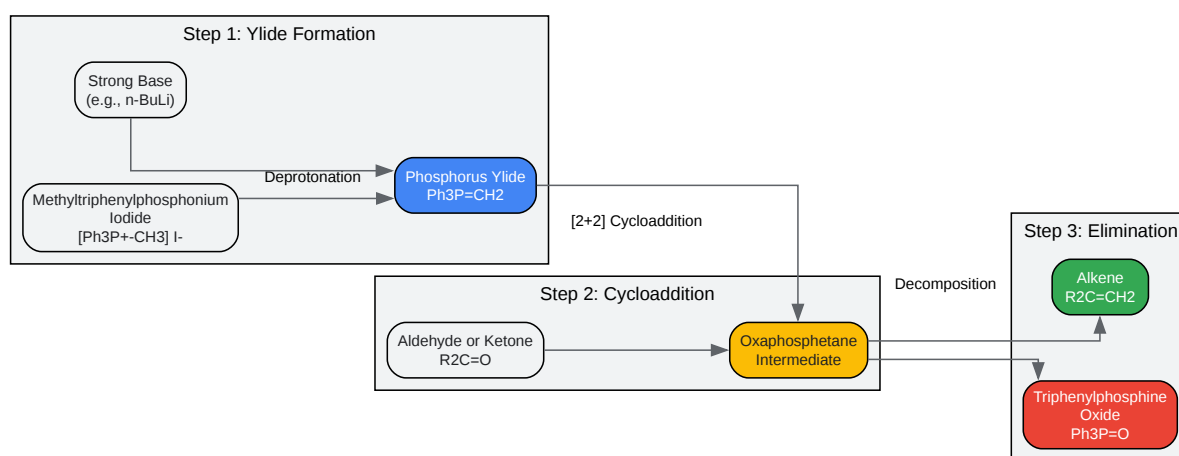 Step 1: Ylide Formation
Strong Base
(e.g., n-BuLi)
Deprotonation
Methyltriphenylphosphonium
Iodide
[Ph3P+-CH3] I-
Phosphorus Ylide
Ph3P=CH2
[2+2] Cycloaddition
Step 2: Cycloaddition
Aldehyde or Ketone
R2C=O
Oxaphosphetane
Intermediate
Decomposition
Step 3: Elimination
Alkene
R2C=CH2
Triphenylphosphine
Oxide
Ph3P=O